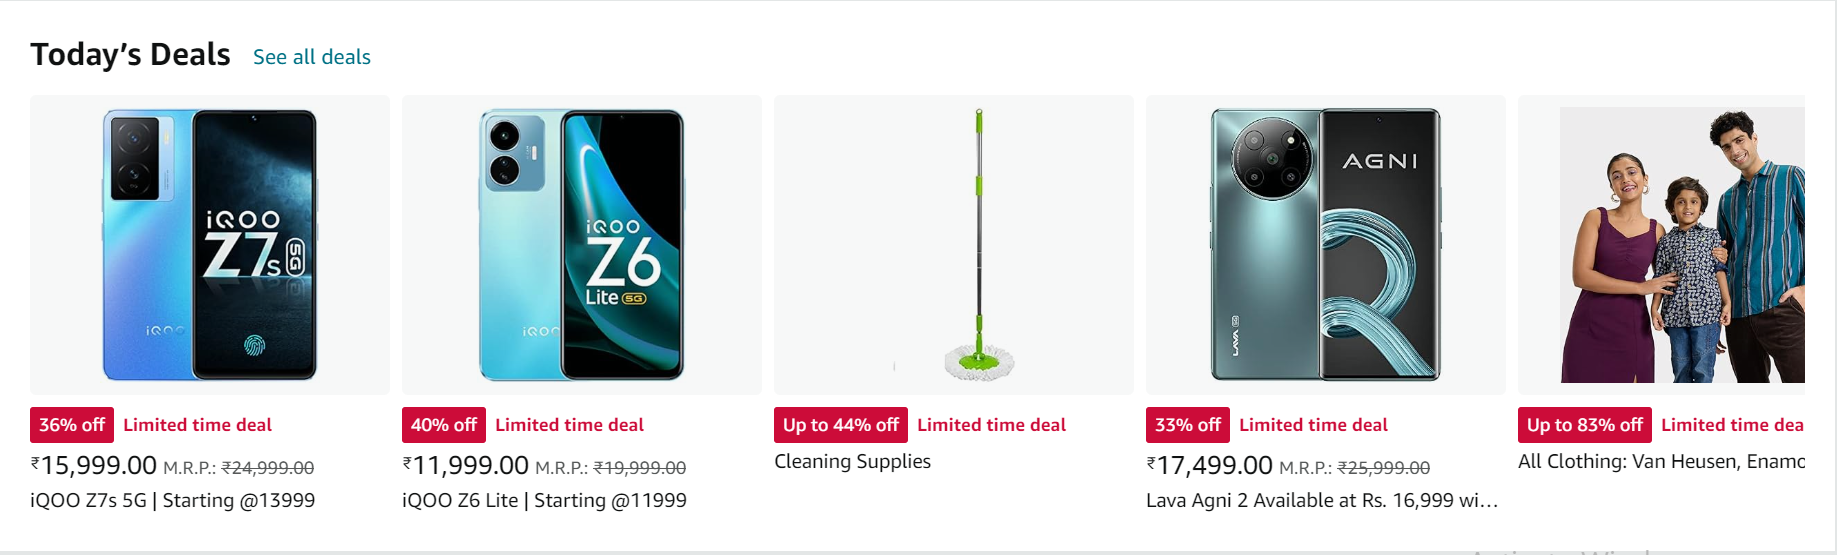 Today’s Deals See all deals
iQOO
Z7s 5G
iQOO
iQOO
Z6
Lite 5G
iQOO
AGNI
LAVA 5G
36% off Limited time deal
₹15,999.00 M.R.P.: ₹24,999.00
iQOO Z7s 5G | Starting @13999
40% off Limited time deal
₹11,999.00 M.R.P.: ₹19,999.00
iQOO Z6 Lite | Starting @11999
Up to 44% off Limited time deal
Cleaning Supplies
33% off Limited time deal
₹17,499.00 M.R.P.: ₹25,999.00
Lava Agni 2 Available at Rs. 16,999 wi...
Up to 83% off Limited time dea
All Clothing: Van Heusen, Enamo